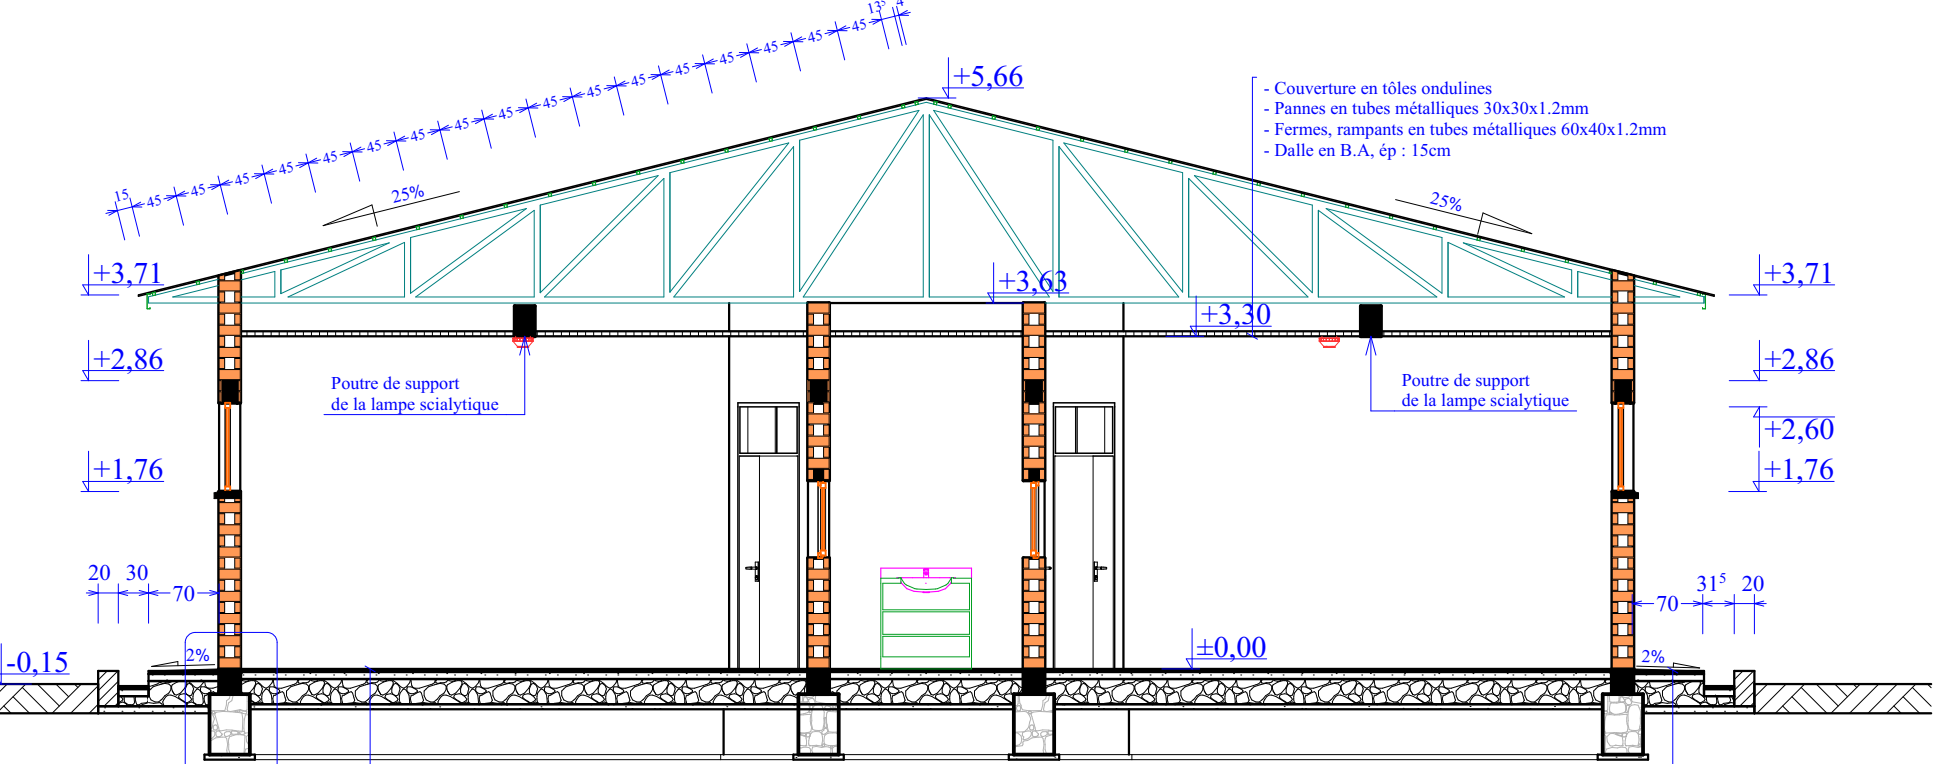 13⁵ 4
45 45 45 45 45 45 45 45 45 45 45 45 45 45 45 45 45
15
+5,66
- Couverture en tôles ondulines
- Pannes en tubes métalliques 30x30x1.2mm
- Fermes, rampants en tubes métalliques 60x40x1.2mm
- Dalle en B.A, ép : 15cm
25%
25%
+3,71
+3,63
+3,71
+3,30
+2,86
+2,86
Poutre de support
de la lampe scialytique
Poutre de support
de la lampe scialytique
+2,60
+1,76
+1,76
20 30 70
70 31⁵ 20
-0,15
2%
±0,00
2%